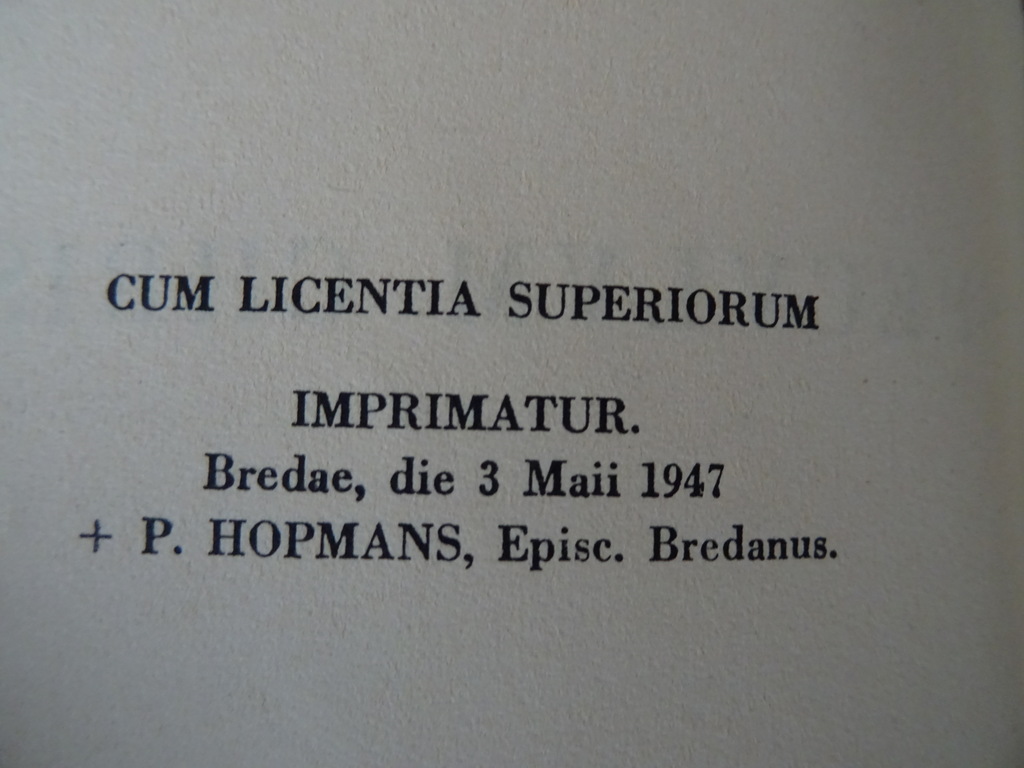 CUM LICENTIA SUPERIORUM
IMPRIMATUR.
Bredae, die 3 Maii 1947
+ P. HOPMANS, Episc. Bredanus.